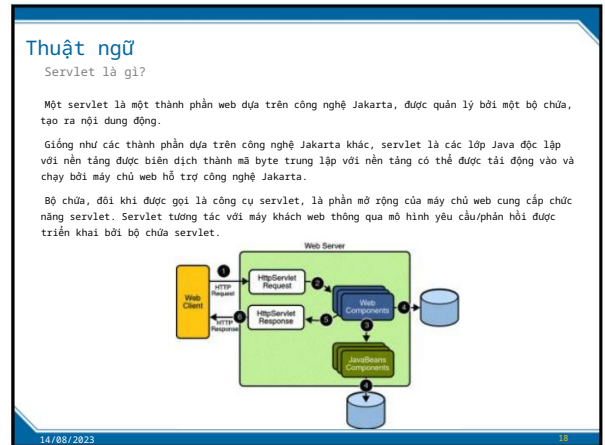 Thuật ngữ
Servlet là gì?
Một servlet là một thành phần web dựa trên công nghệ Jakarta, được quản lý bởi một bộ chứa,
tạo ra nội dung động.
Giống như các thành phần dựa trên công nghệ Jakarta khác, servlet là các lớp Java độc lập
với nền tảng được biên dịch thành mã byte trung lập với nền tảng có thể được tải động vào và
chạy bởi máy chủ web hỗ trợ công nghệ Jakarta.
Bộ chứa, đôi khi được gọi là công cụ servlet, là phần mở rộng của máy chủ web cung cấp chức
năng servlet. Servlet tương tác với máy khách web thông qua mô hình yêu cầu/phản hồi được
triển khai bởi bộ chứa servlet.
Web Server
1
HTTP
Request
HttpServlet
Request
2
Web
Client
Web
Components
4
HttpServlet
Response
5
6
HTTP
Response
3
JavaBeans
Components
4
14/08/2023
18